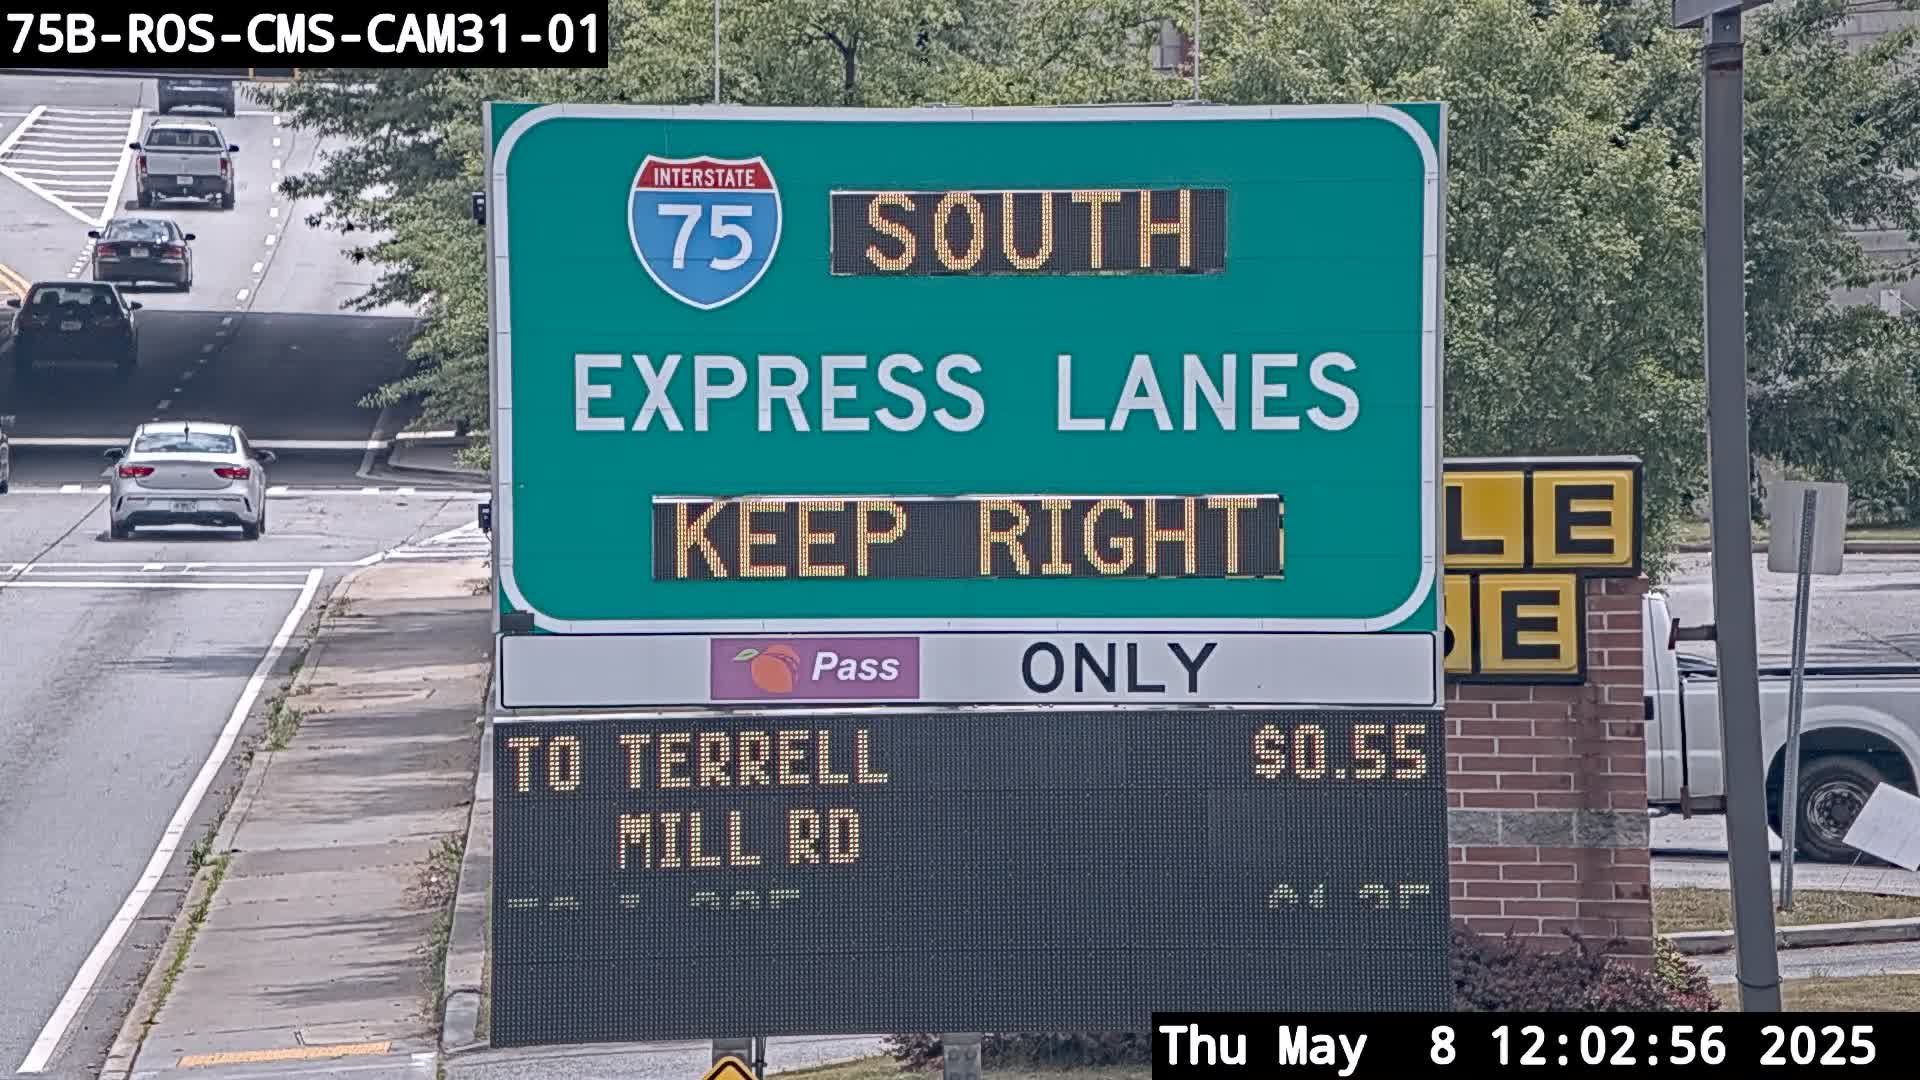 75B-ROS-CMS-CAM31-01
INTERSTATE
75
SOUTH
EXPRESS LANES
KEEP RIGHT
Pass ONLY
TO TERRELL $0.55
MILL RD
LE
E
Thu May 8 12:02:56 2025